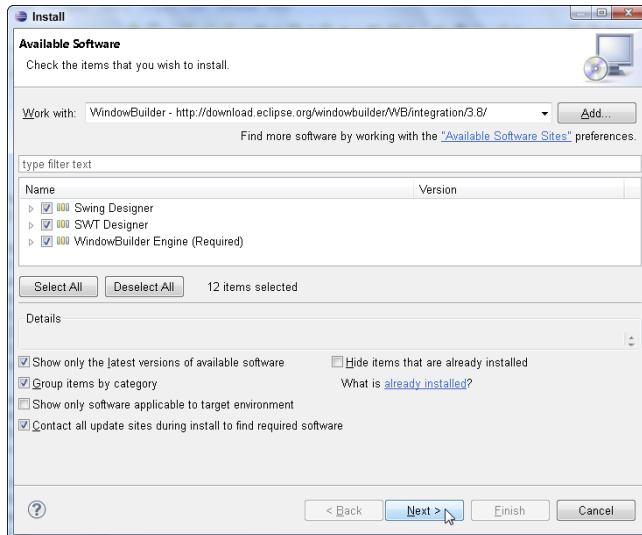 Install
Available Software
Check the items that you wish to install.
Work with: WindowBuilder - http://download.eclipse.org/windowbuilder/WB/integration/3.8/ Add...
Find more software by working with the "Available Software Sites" preferences.
type filter text
Name Version
Swing Designer
SWT Designer
WindowBuilder Engine (Required)
Select All Deselect All 12 items selected
Details
Show only the latest versions of available software Hide items that are already installed
Group items by category What is already installed?
Show only software applicable to target environment
Contact all update sites during install to find required software
? < Back Next > Finish Cancel